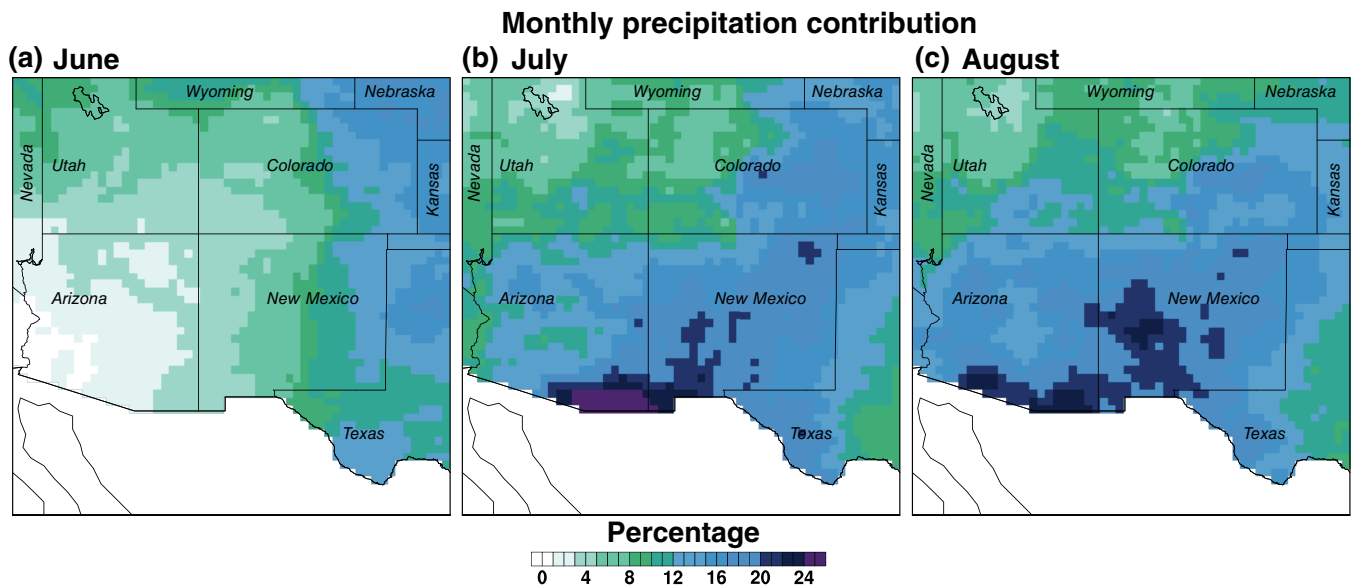 Monthly precipitation contribution
(a) June
(b) July
(c) August
Wyoming
Nebraska
Nevada
Utah
Colorado
Kansas
Arizona
New Mexico
Texas
Wyoming
Nebraska
Nevada
Utah
Colorado
Kansas
Arizona
New Mexico
Texas
Wyoming
Nebraska
Nevada
Utah
Colorado
Kansas
Arizona
New Mexico
Texas
Percentage
0 4 8 12 16 20 24